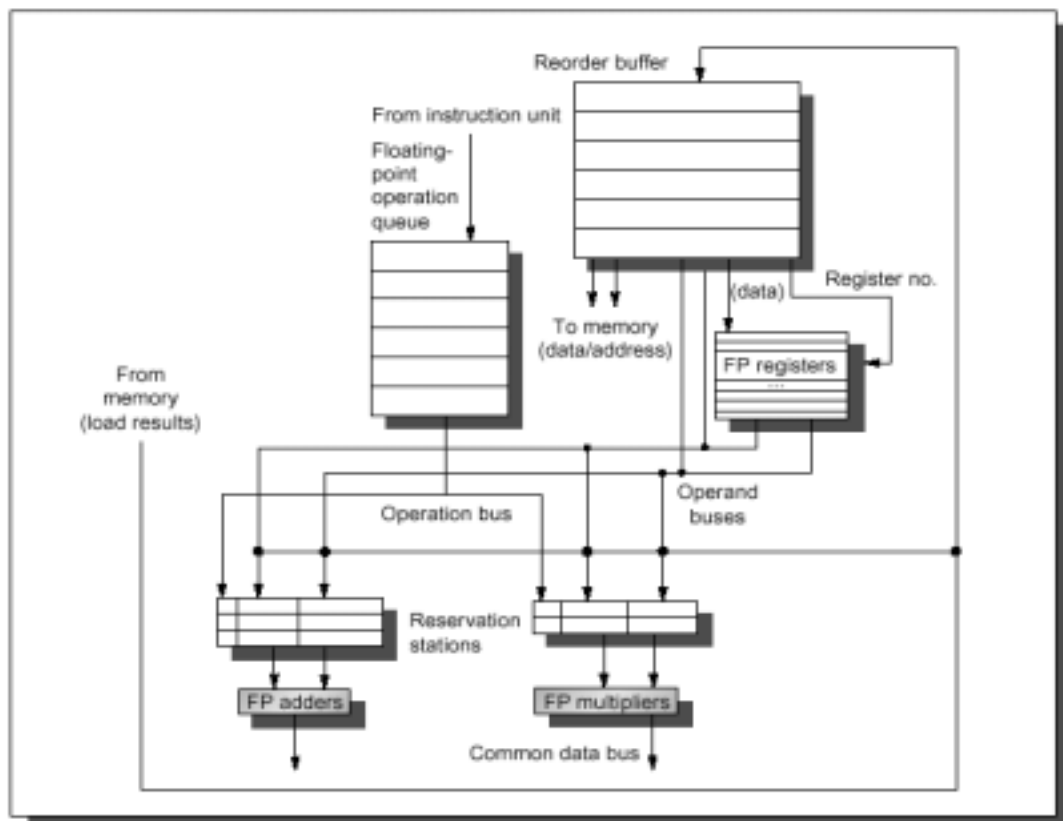 Reorder buffer
From instruction unit
Floating-
point
operation
queue
(data)
Register no.
To memory
(data/address)
FP registers
...
From
memory
(load results)
Operand
buses
Operation bus
Reservation
stations
FP adders
FP multipliers
Common data bus